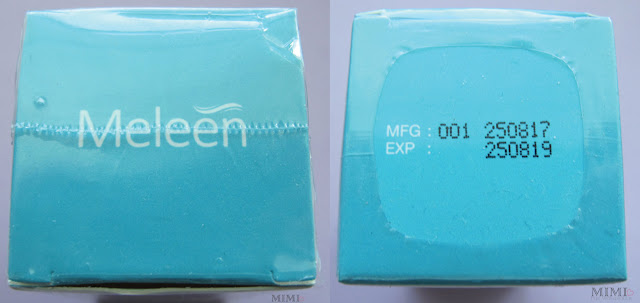 Meleen
MFG : 001 250817
EXP : 250819
MIMI
MIMI